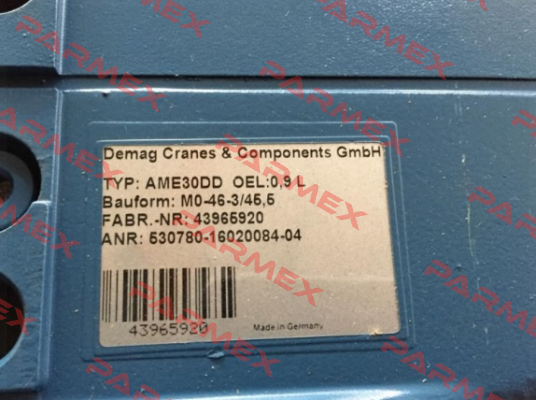 Demag Cranes & Components GmbH
TYP: AME30DD OEL:0,9 L
Bauform: M0-46-3/45,5
FABR.-NR: 43965920
ANR: 530780-16020084-04
43965920
Made in Germany
PARMEX
PARMEX
PARMEX
PARMEX
PARMEX
PARMEX
PARMEX